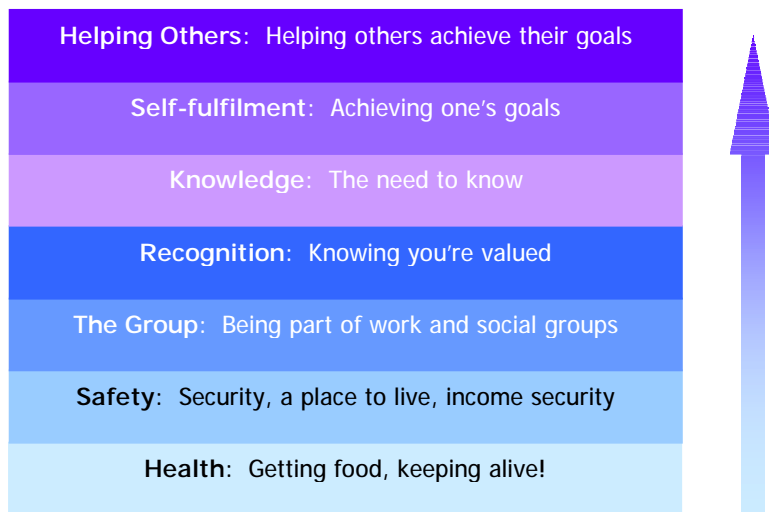 Helping Others: Helping others achieve their goals
Self-fulfilment: Achieving one's goals
Knowledge: The need to know
Recognition: Knowing you're valued
The Group: Being part of work and social groups
Safety: Security, a place to live, income security
Health: Getting food, keeping alive!